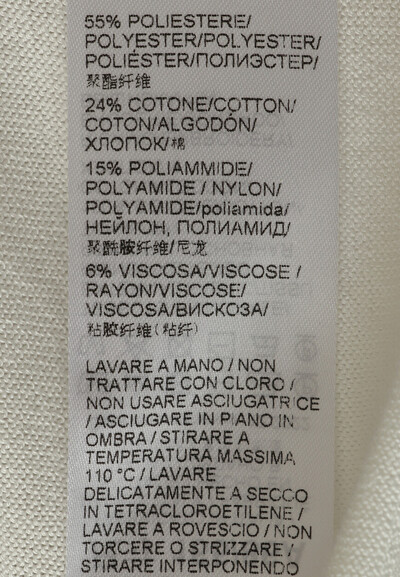 55% POLIESTERE/
POLYESTER/POLYESTER/
POLIÉSTER/ПОЛИЭСТЕР/
聚酯纤维
24% COTONE/COTTON/
COTON/ALGODÓN/
ХЛОПОК/棉
15% POLIAMMIDE/
POLYAMIDE / NYLON/
POLYAMIDE/poliamida/
НЕЙЛОН, ПОЛИАМИД/
聚酰胺纤维/尼龙
6% VISCOSA/VISCOSE /
RAYON/VISCOSE/
VISCOSA/ВИСКОЗА/
粘胶纤维(粘纤)
LAVARE A MANO / NON
TRATTARE CON CLORO /
NON USARE ASCIUGATRICE
/ ASCIUGARE IN PIANO IN
OMBRA / STIRARE A
TEMPERATURA MASSIMA
110 °C / LAVARE
DELICATAMENTE A SECCO
IN TETRACLOROETILENE /
LAVARE A ROVESCIO / NON
TORCERE O STRIZZARE /
STIRARE INTERPONENDO